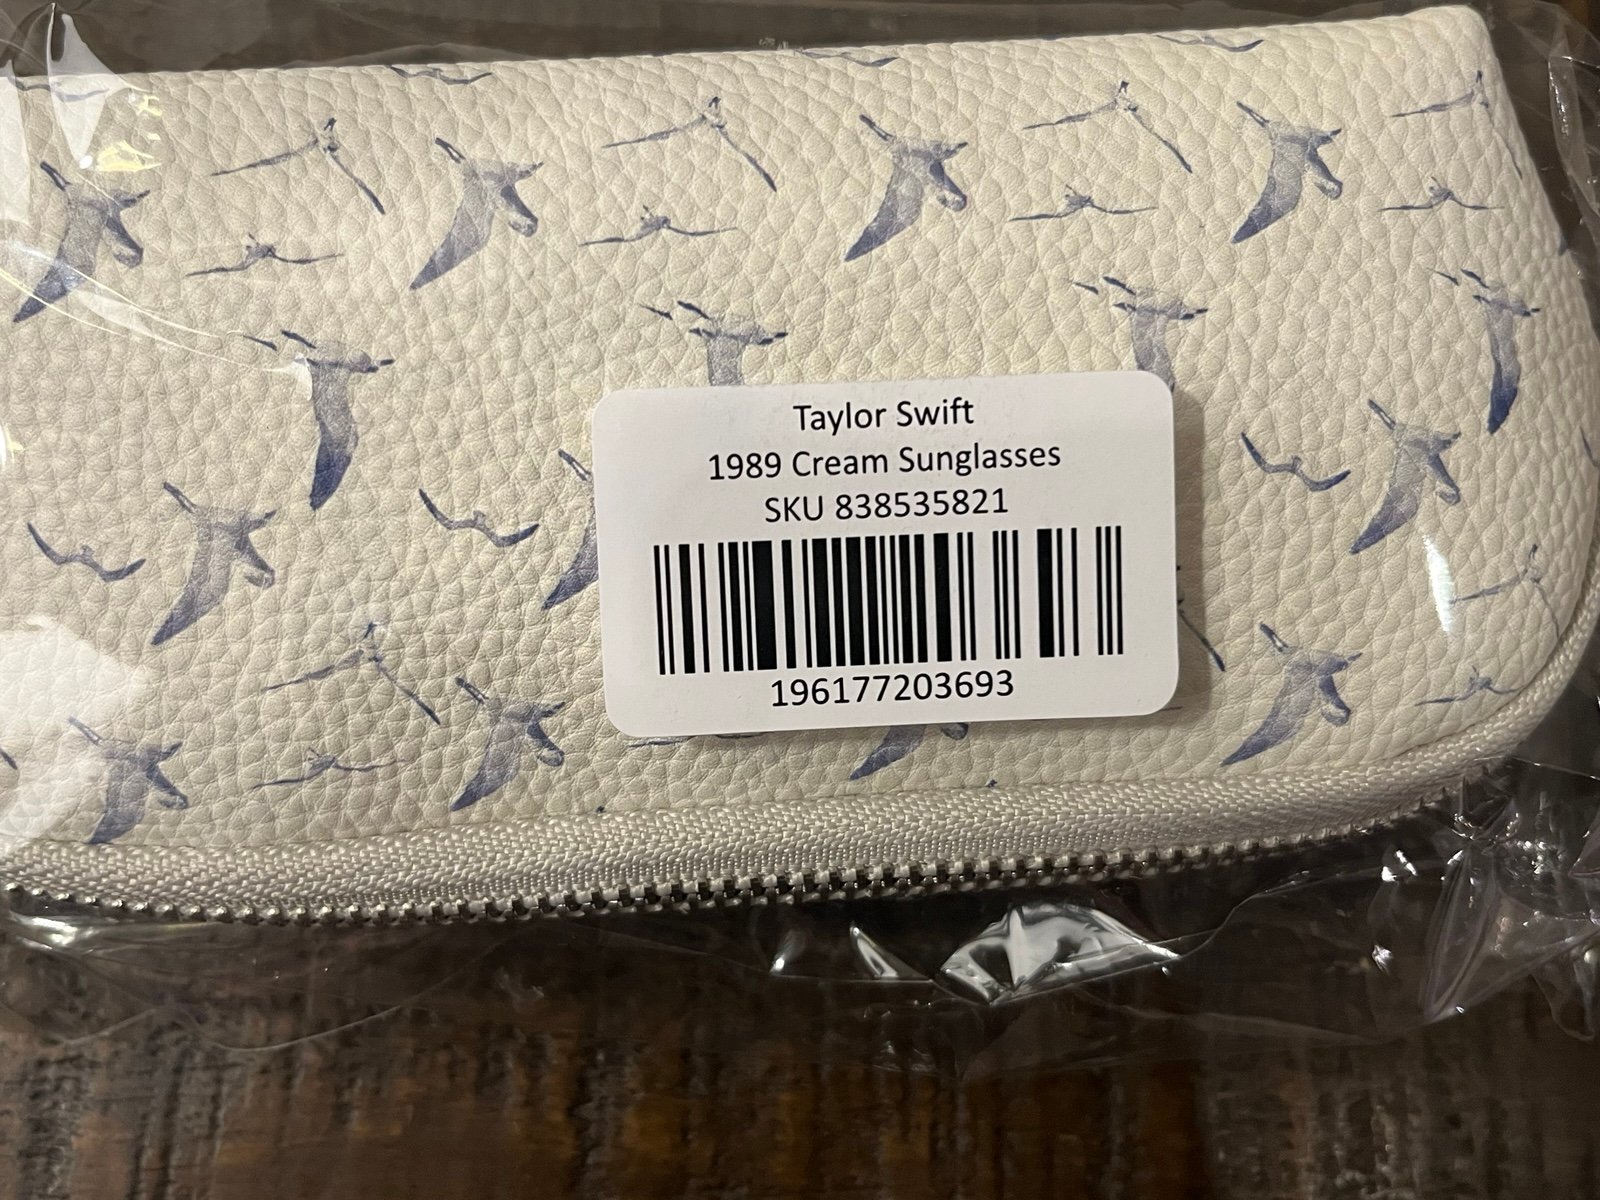 Taylor Swift
1989 Cream Sunglasses
SKU 838535821
196177203693